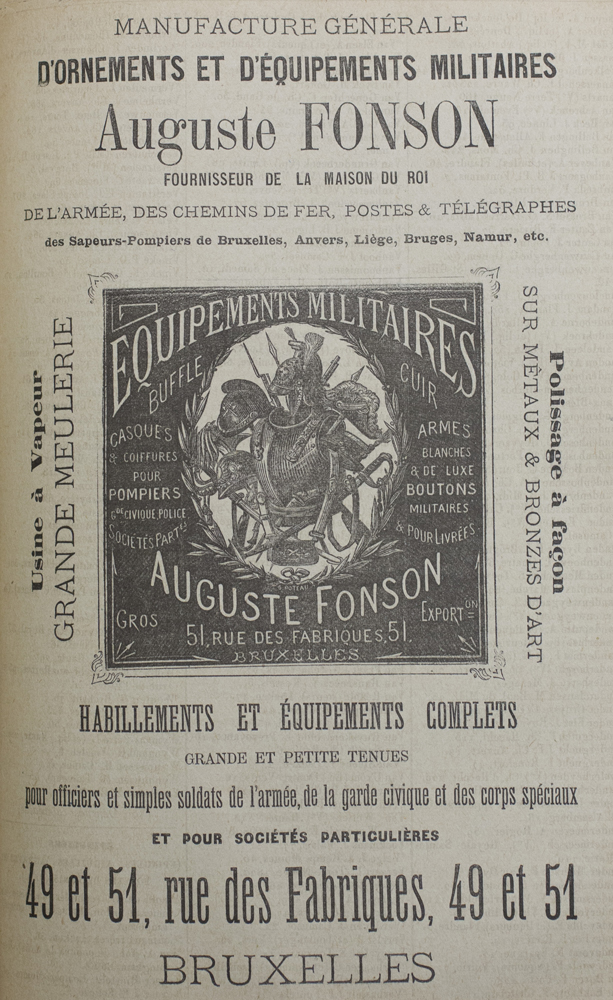 MANUFACTURE GÉNÉRALE
D'ORNEMENTS ET D'ÉQUIPEMENTS MILITAIRES
Auguste FONSON
FOURNISSEUR DE LA MAISON DU ROI
DE L'ARMÉE, DES CHEMINS DE FER, POSTES & TÉLÉGRAPHES
des Sapeurs-Pompiers de Bruxelles, Anvers, Liège, Bruges, Namur, etc.
Usine à Vapeur
GRANDE MEULERIE
EQUIPEMENTS MILITAIRES
BUFFLE
CUIR
CASQUES
& COIFFURES
POUR
POMPIERS
GDE CIVIQUE POLICE
SOCIÉTÉS PARTRES
ARMES
BLANCHES
& DE LUXE
BOUTONS
MILITAIRES
& POUR LIVRÉES
AUGUSTE FONSON
GROS
EXPORTON
51, RUE DES FABRIQUES, 51.
BRUXELLES
Polissage à façon
SUR MÉTAUX & BRONZES D'ART
HABILLEMENTS ET ÉQUIPEMENTS COMPLETS
GRANDE ET PETITE TENUES
pour officiers et simples soldats de l'armée, de la garde civique et des corps spéciaux
ET POUR SOCIÉTÉS PARTICULIÈRES
49 et 51, rue des Fabriques, 49 et 51
BRUXELLES